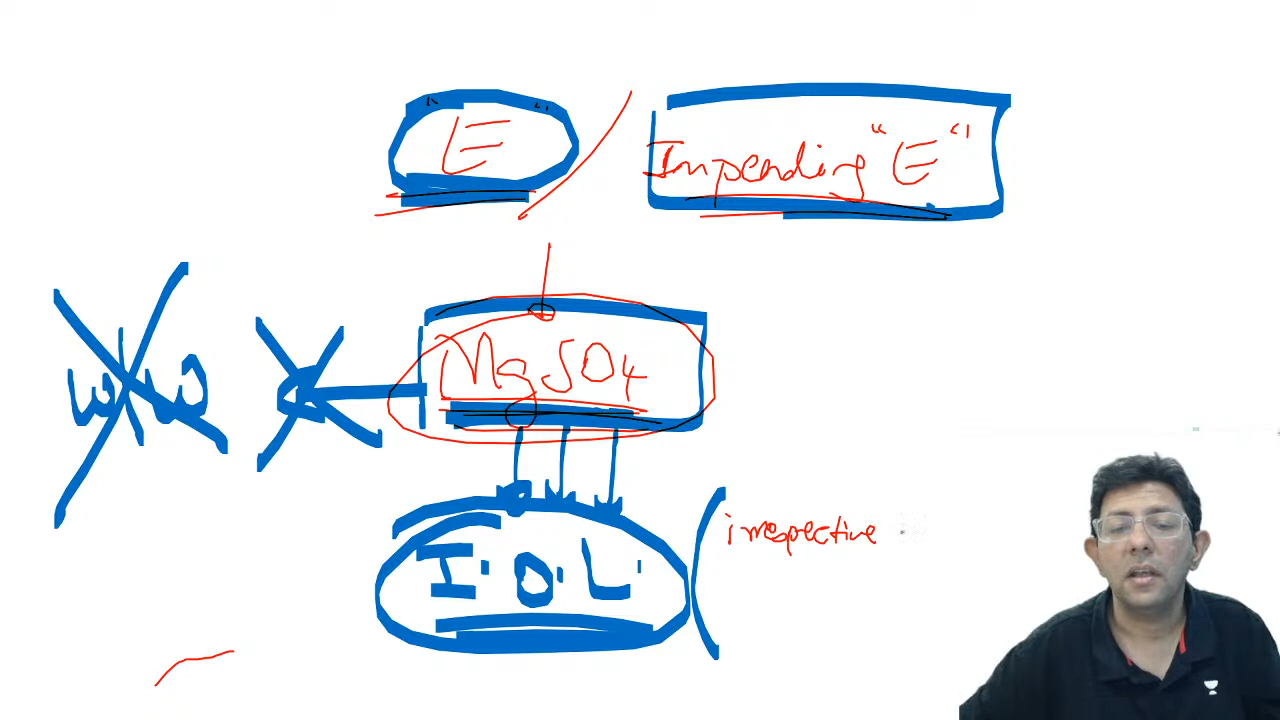 "E" / Impending "E"
MgSO4
W/W
I.O.L.
irrespective